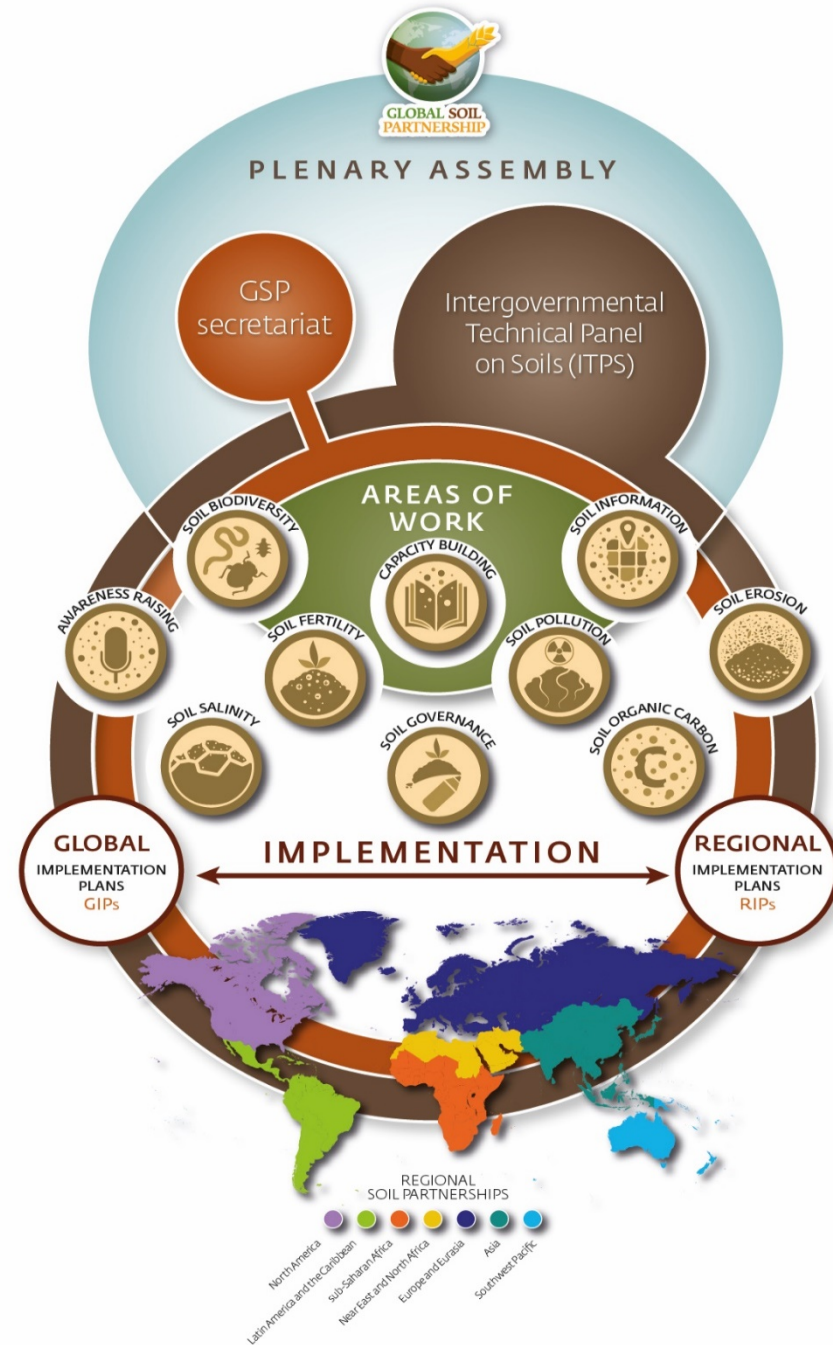 GLOBAL SOIL
PARTNERSHIP
PLENARY ASSEMBLY
GSP
secretariat
Intergovernmental
Technical Panel
on Soils (ITPS)
AREAS OF
WORK
SOIL BIODIVERSITY
CAPACITY BUILDING
SOIL INFORMATION
AWARENESS RAISING
SOIL FERTILITY
SOIL POLLUTION
SOIL EROSION
SOIL SALINITY
SOIL GOVERNANCE
SOIL ORGANIC CARBON
GLOBAL
IMPLEMENTATION
PLANS
GIPs
IMPLEMENTATION
REGIONAL
IMPLEMENTATION
PLANS
RIPs
REGIONAL
SOIL PARTNERSHIPS
North America
Latin America and the Caribbean
sub-Saharan Africa
Near East and North Africa
Europe and Eurasia
Asia
Southwest Pacific